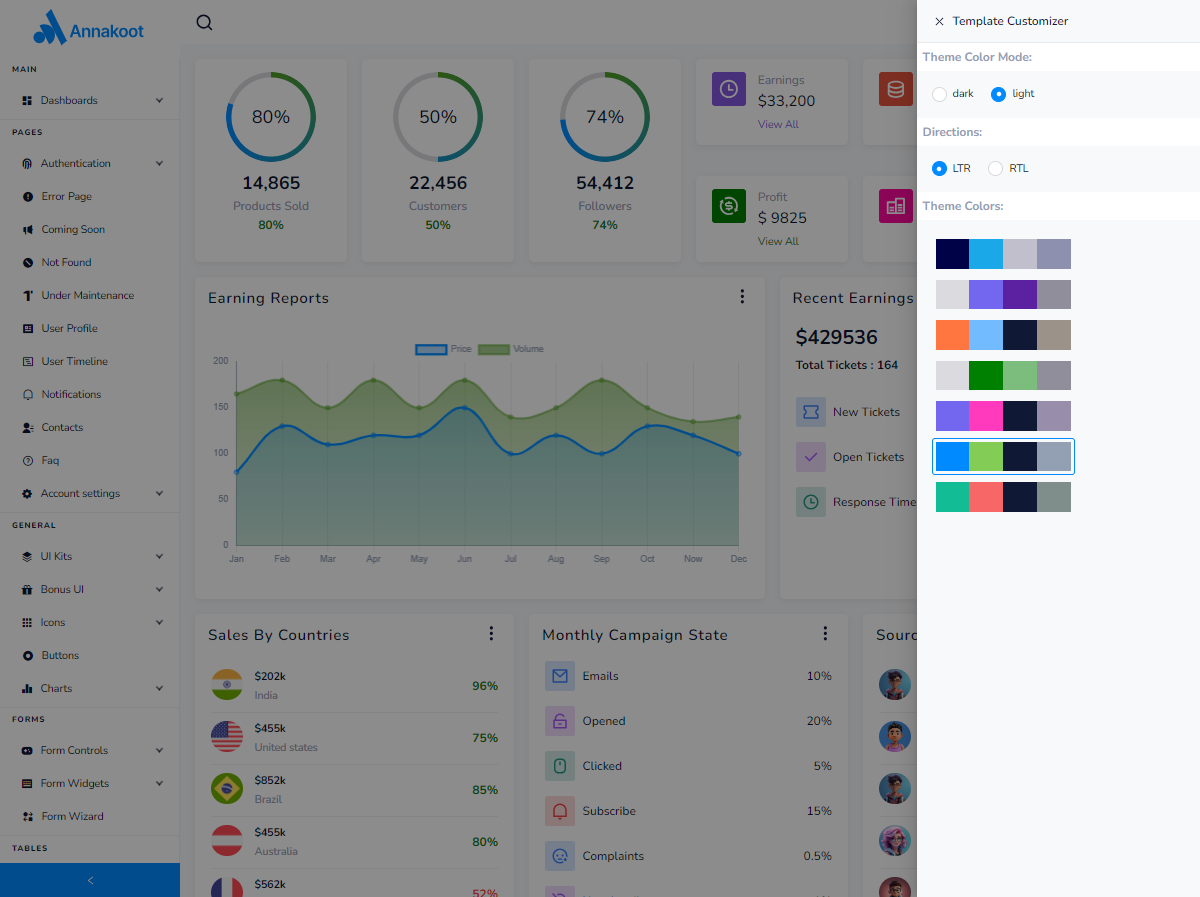 Annakoot
MAIN
Dashboards
PAGES
Authentication
Error Page
Coming Soon
Not Found
Under Maintenance
User Profile
User Timeline
Notifications
Contacts
Faq
Account settings
GENERAL
UI Kits
Bonus UI
Icons
Buttons
Charts
FORMS
Form Controls
Form Widgets
Form Wizard
TABLES
80%
14,865
Products Sold
80%
50%
22,456
Customers
50%
74%
54,412
Followers
74%
Earnings
$33,200
View All
Profit
$ 9825
View All
Earning Reports
Price Volume
200
150
100
50
0
Jan Feb Mar Apr May Jun Jul Aug Sep Oct Now Dec
Recent Earnings
$429536
Total Tickets : 164
New Tickets
Open Tickets
Response Time
Sales By Countries
$202k
India
96%
$455k
United states
75%
$852k
Brazil
85%
$455k
Australia
80%
$562k
52%
Monthly Campaign State
Emails 10%
Opened 20%
Clicked 5%
Subscribe 15%
Complaints 0.5%
Template Customizer
Theme Color Mode:
dark light
Directions:
LTR RTL
Theme Colors: